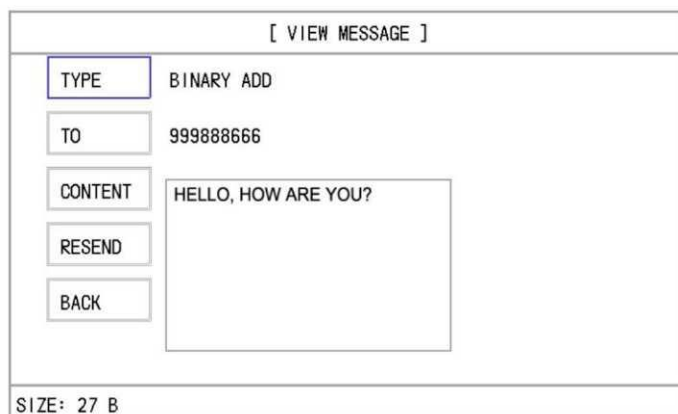 [ VIEW MESSAGE ]
TYPE BINARY ADD
TO 999888666
CONTENT HELLO, HOW ARE YOU?
RESEND
BACK
SIZE: 27 B